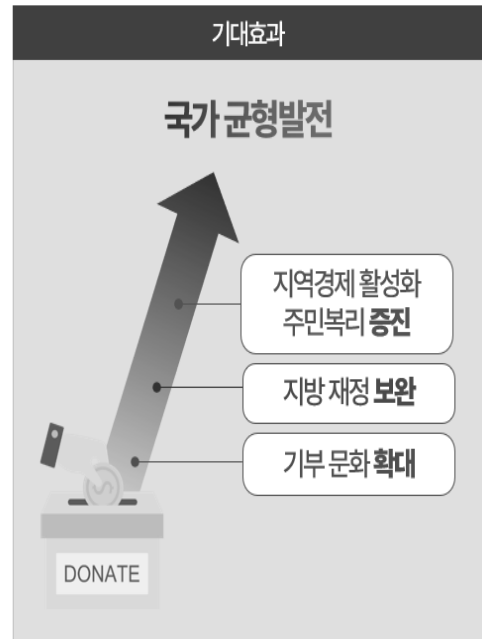 기대효과
국가 균형발전
지역경제 활성화
주민복리 증진
지방 재정 보완
기부 문화 확대
DONATE